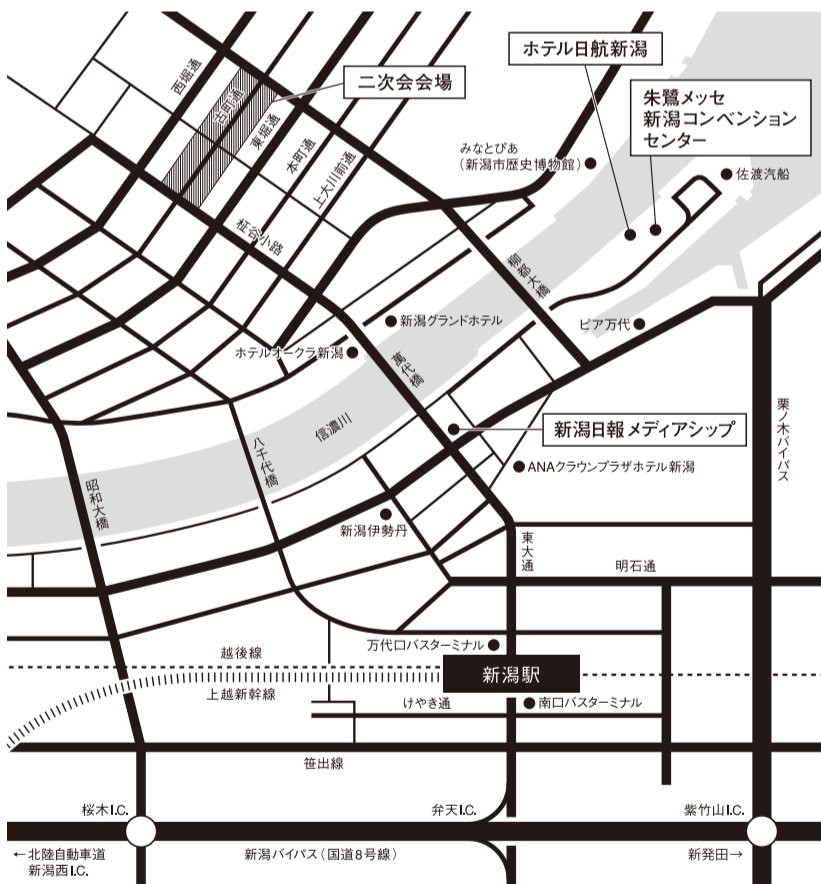 ホテル日航新潟
二次会会場
朱鷺メッセ
新潟コンベンション
センター
西堀通
古町通
東堀通
本町通
上大川前通
みなとぴあ
（新潟市歴史博物館）
佐渡汽船
柾谷小路
柳都大橋
新潟グランドホテル
ピア万代
ホテルオークラ新潟
萬代橋
栗ノ木バイパス
信濃川
新潟日報メディアシップ
八千代橋
ANAクラウンプラザホテル新潟
昭和大橋
新潟伊勢丹
東大通
明石通
万代口バスターミナル
越後線
新潟駅
上越新幹線
けやき通
南口バスターミナル
笹出線
桜木I.C.
弁天I.C.
紫竹山I.C.
←北陸自動車道
新潟西I.C.
新潟バイパス（国道8号線）
新発田→